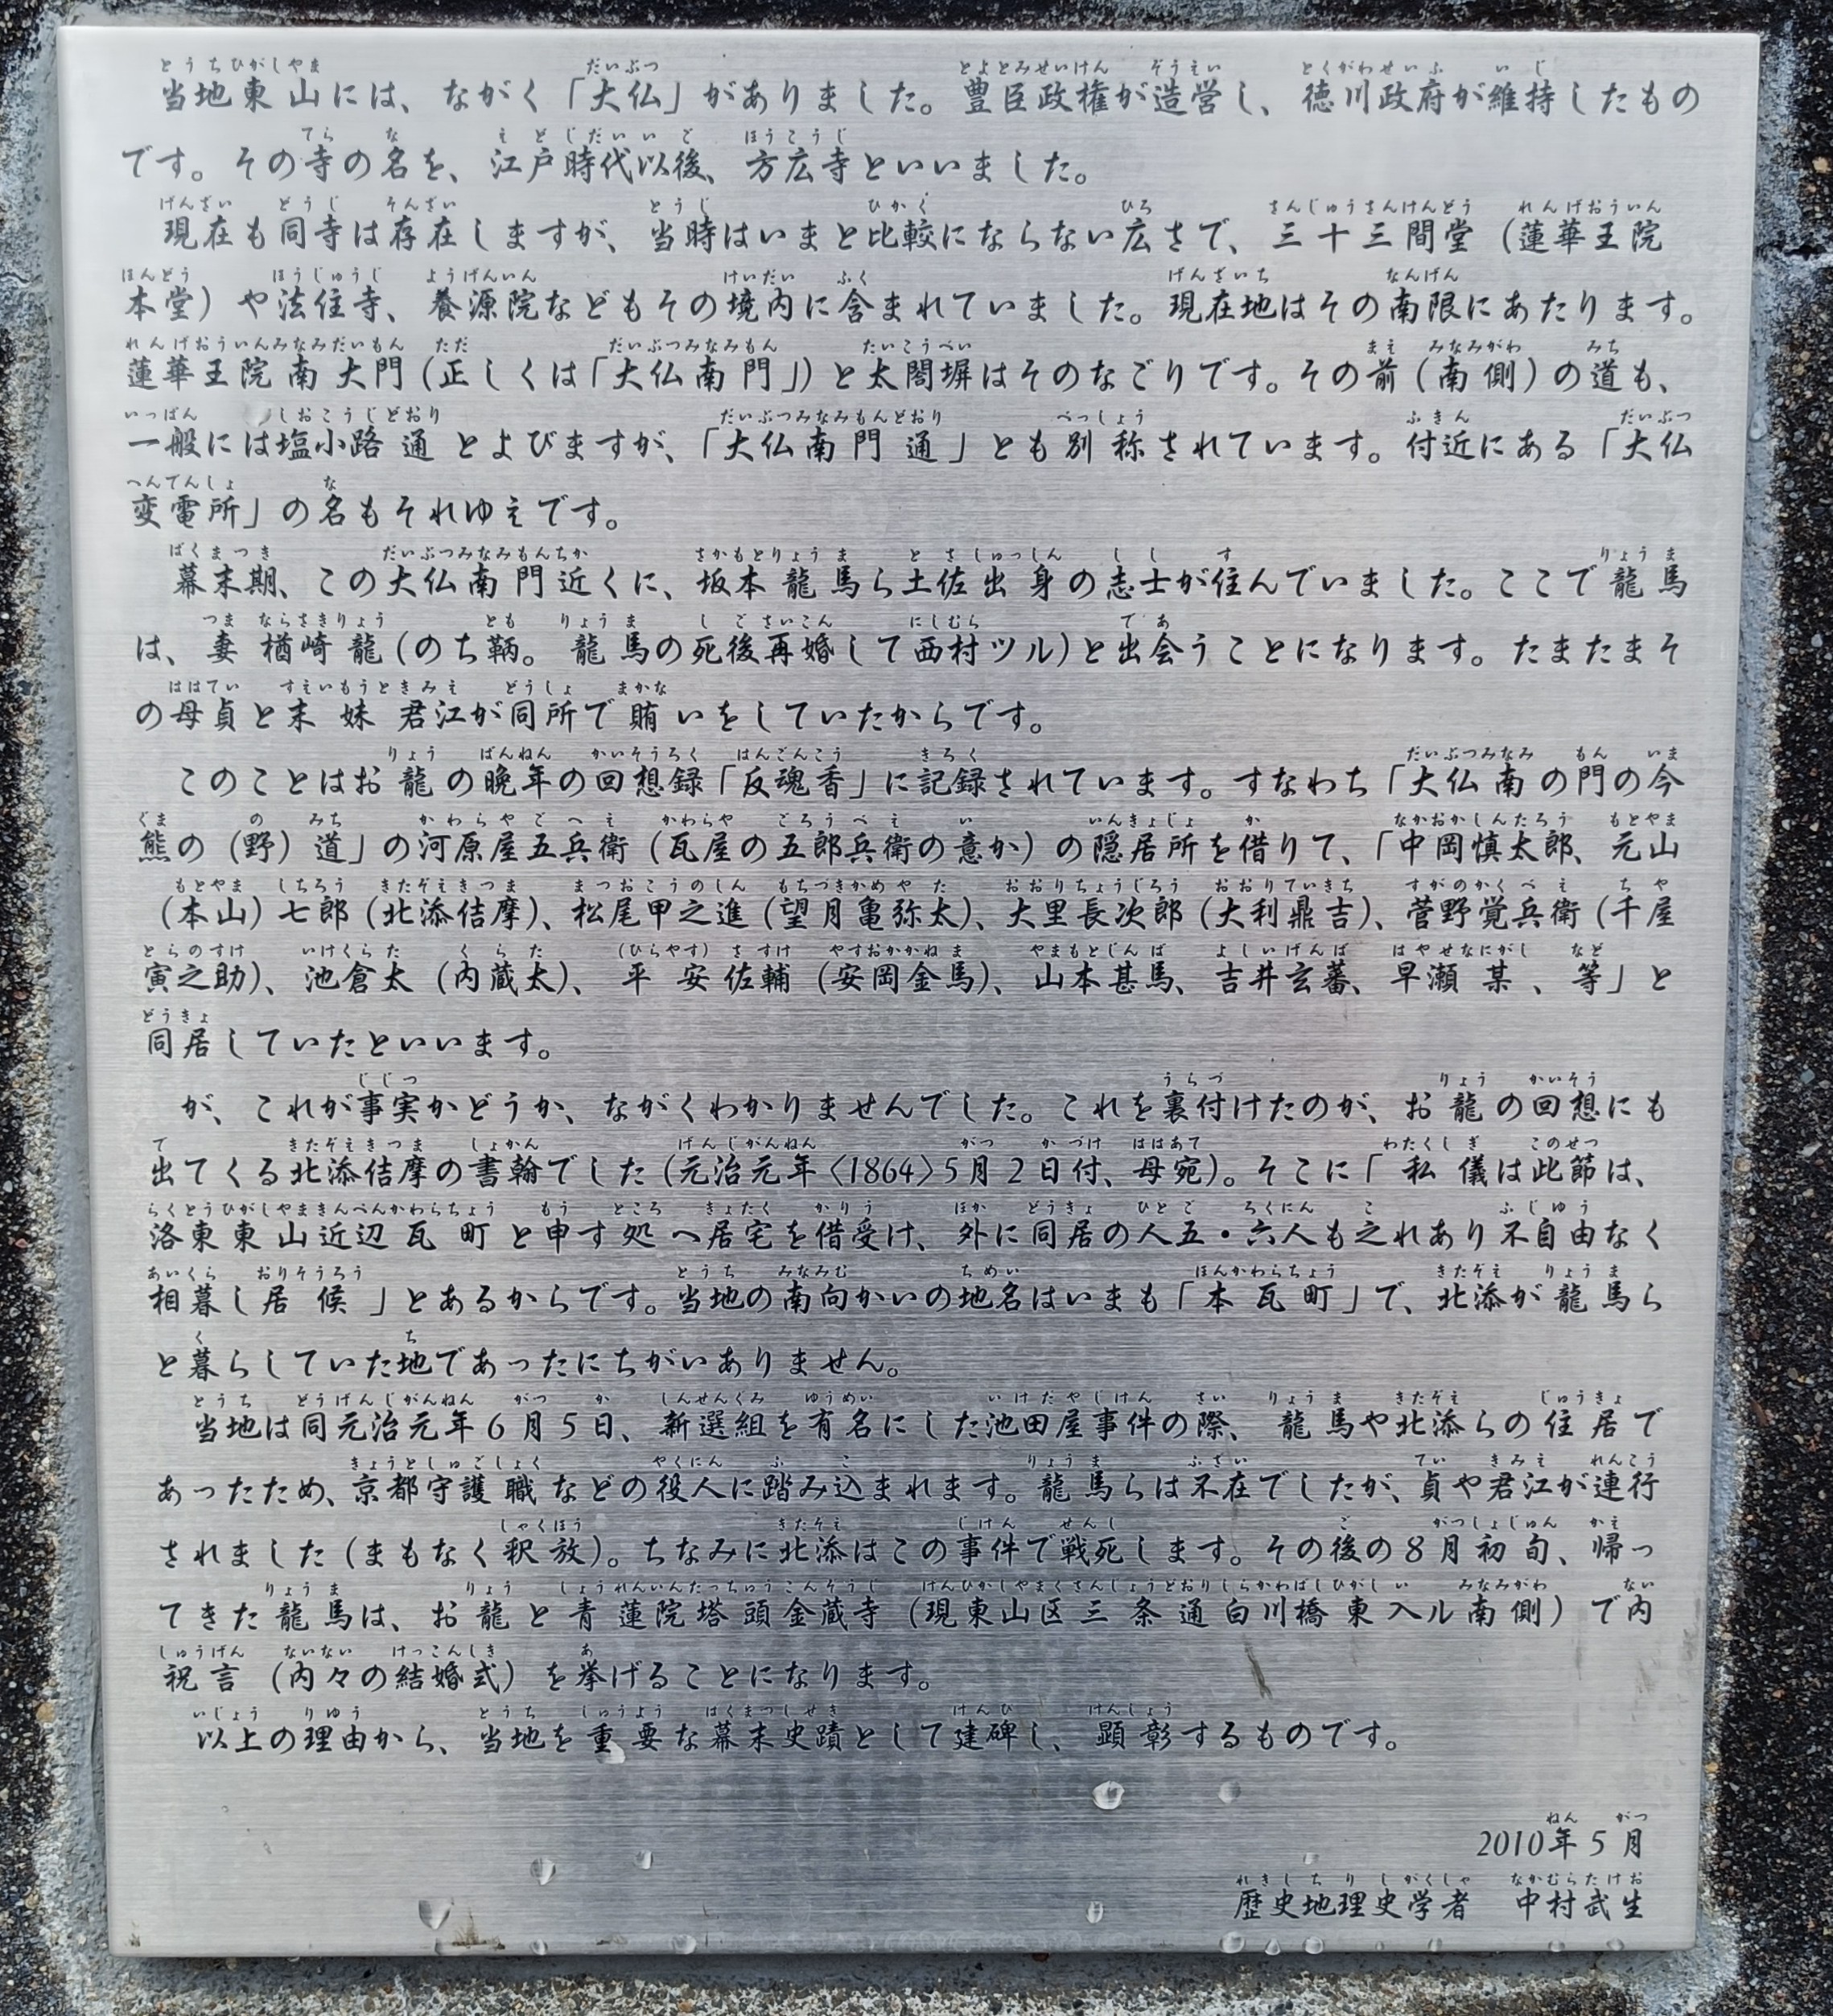 当地東山には、ながく「大仏」がありました。豊臣政権が造営し、徳川政府が維持したもの
です。その寺の名を、江戸時代以後、方広寺といいました。
現在も同寺は存在しますが、当時はいまと比較にならない広さで、三十三間堂（蓮華王院
本堂）や法住寺、養源院などもその境内に含まれていました。現在地はその南限にあたります。
蓮華王院南大門（正しくは「大仏南門」）と太閤塀はそのなごりです。その前（南側）の道も、
一般には塩小路通とよびますが、「大仏南門通」とも別称されています。付近にある「大仏
変電所」の名もそれゆえです。
幕末期、この大仏南門近くに、坂本龍馬ら土佐出身の志士が住んでいました。ここで龍馬
は、妻楢崎龍（のち鞆。龍馬の死後再婚して西村ツル）と出会うことになります。たまたまそ
の母貞と末妹君江が同所で賄いをしていたからです。
このことはお龍の晩年の回想録「反魂香」に記録されています。すなわち「大仏南の門の今
熊の（野）道」の河原屋五兵衛（瓦屋の五郎兵衛の意か）の隠居所を借りて、「中岡慎太郎、元山
（本山）七郎（北添佶摩）、松尾甲之進（望月亀弥太）、大里長次郎（大利鼎吉）、菅野覚兵衛（千屋
寅之助）、池倉太（内蔵太）、平安佐輔（安岡金馬）、山本甚馬、吉井玄蕃、早瀬某、等」と
同居していたといいます。
が、これが事実かどうか、ながくわかりませんでした。これを裏付けたのが、お龍の回想にも
出てくる北添佶摩の書翰でした（元治元年〈1864〉5月2日付、母宛）。そこに「私儀は此節は、
洛東東山近辺瓦町と申す処へ居宅を借受け、外に同居の人五・六人も之れあり不自由なく
相暮し居候」とあるからです。当地の南向かいの地名はいまも「本瓦町」で、北添が龍馬ら
と暮らしていた地であったにちがいありません。
当地は同元治元年6月5日、新選組を有名にした池田屋事件の際、龍馬や北添らの住居で
あったため、京都守護職などの役人に踏み込まれます。龍馬らは不在でしたが、貞や君江が連行
されました（まもなく釈放）。ちなみに北添はこの事件で戦死します。その後の8月初旬、帰っ
てきた龍馬は、お龍と青蓮院塔頭金蔵寺（現東山区三条通白川橋東入ル南側）で内
祝言（内々の結婚式）を挙げることになります。
以上の理由から、当地を重要な幕末史蹟として建碑し、顕彰するものです。
2010年5月
歴史地理史学者　中村武生